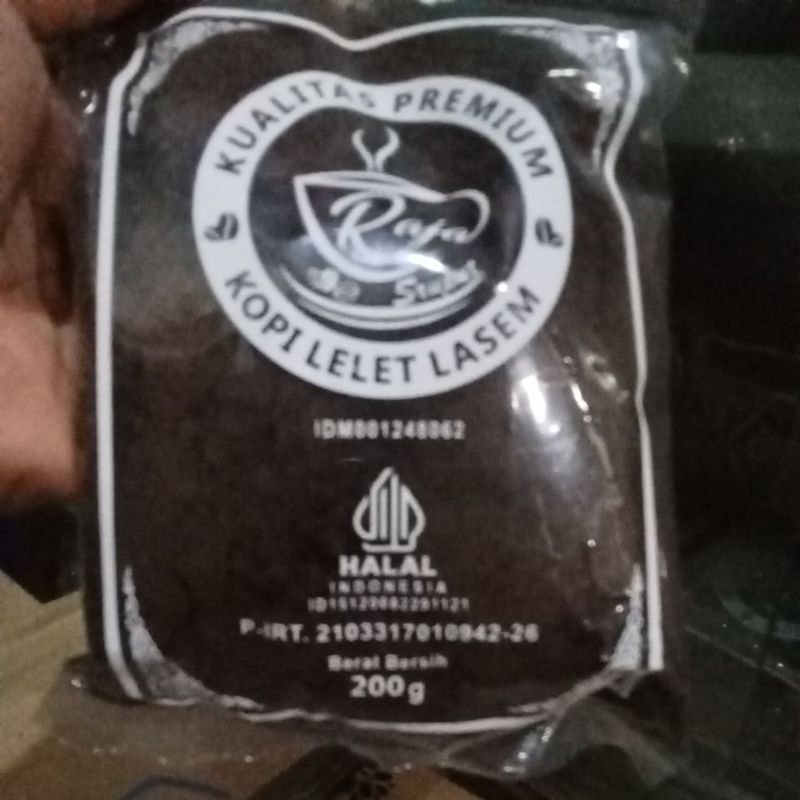 KUALITAS PREMIUM
Raja
KOPI LELET LASEM
IDM001248062
HALAL
INDONESIA
P-IRT. 2103317010942-26
Berat Bersih
200g